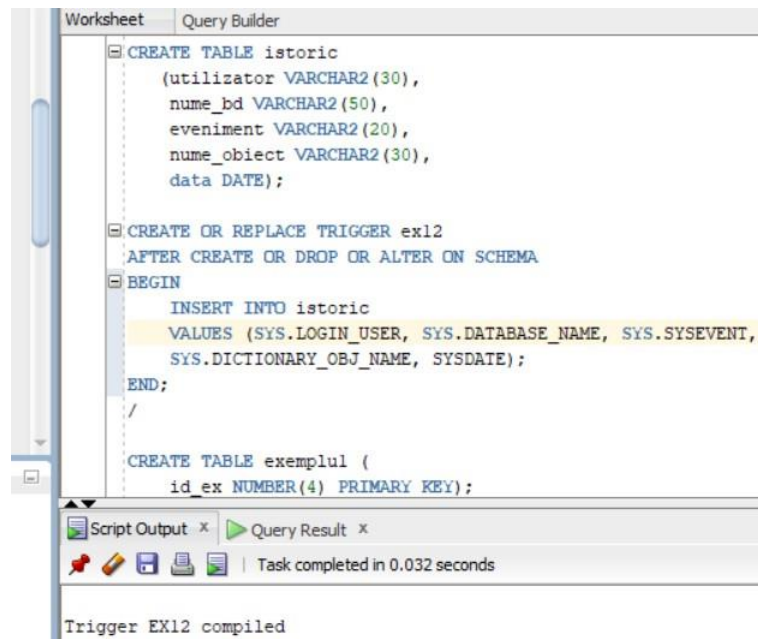 Worksheet Query Builder
CREATE TABLE istoric
(utilizator VARCHAR2(30),
nume_bd VARCHAR2(50),
eveniment VARCHAR2(20),
nume_obiect VARCHAR2(30),
data DATE);
CREATE OR REPLACE TRIGGER ex12
AFTER CREATE OR DROP OR ALTER ON SCHEMA
BEGIN
INSERT INTO istoric
VALUES (SYS.LOGIN_USER, SYS.DATABASE_NAME, SYS.SYSEVENT,
SYS.DICTIONARY_OBJ_NAME, SYSDATE);
END;
/
CREATE TABLE exemplu1 (
id_ex NUMBER(4) PRIMARY KEY);
Script Output x Query Result x
Task completed in 0.032 seconds
Trigger EX12 compiled